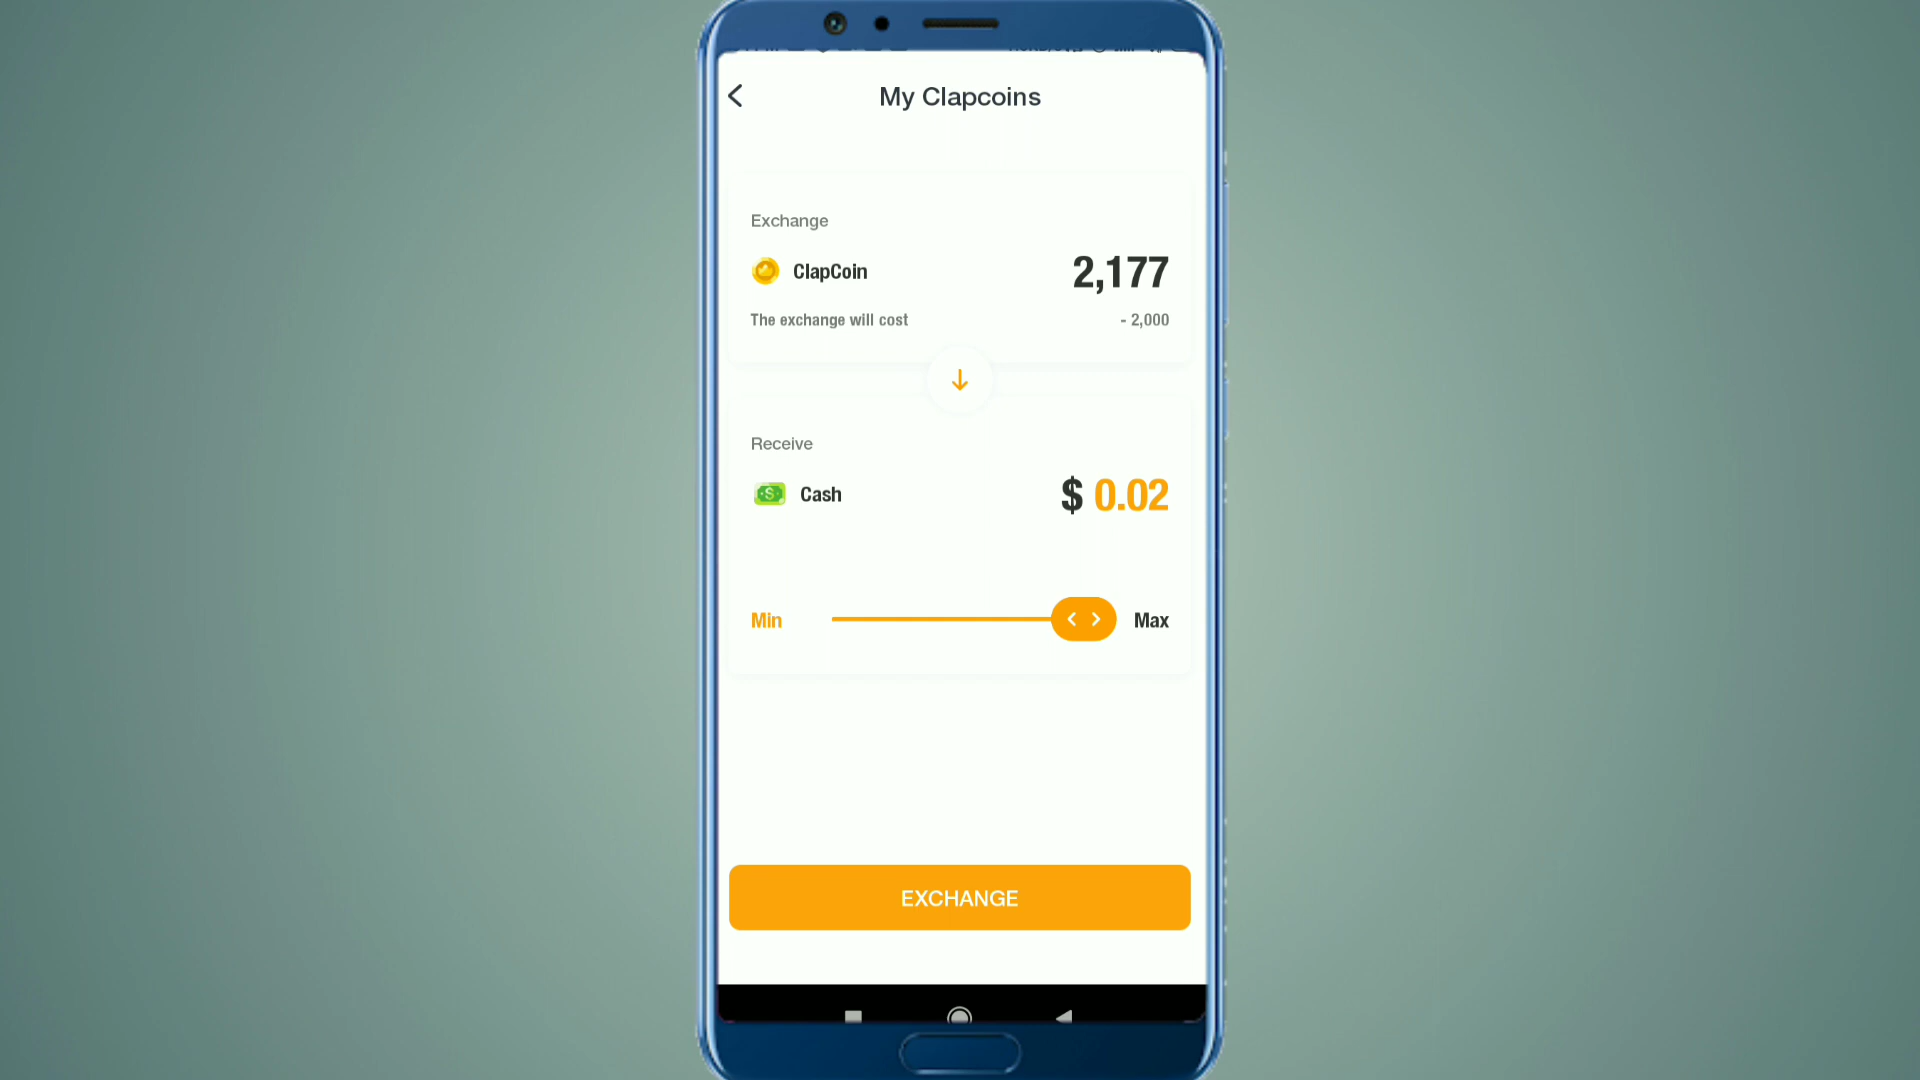 My Clapcoins
Exchange
ClapCoin 2,177
The exchange will cost - 2,000
Receive
Cash $ 0.02
Min Max
EXCHANGE